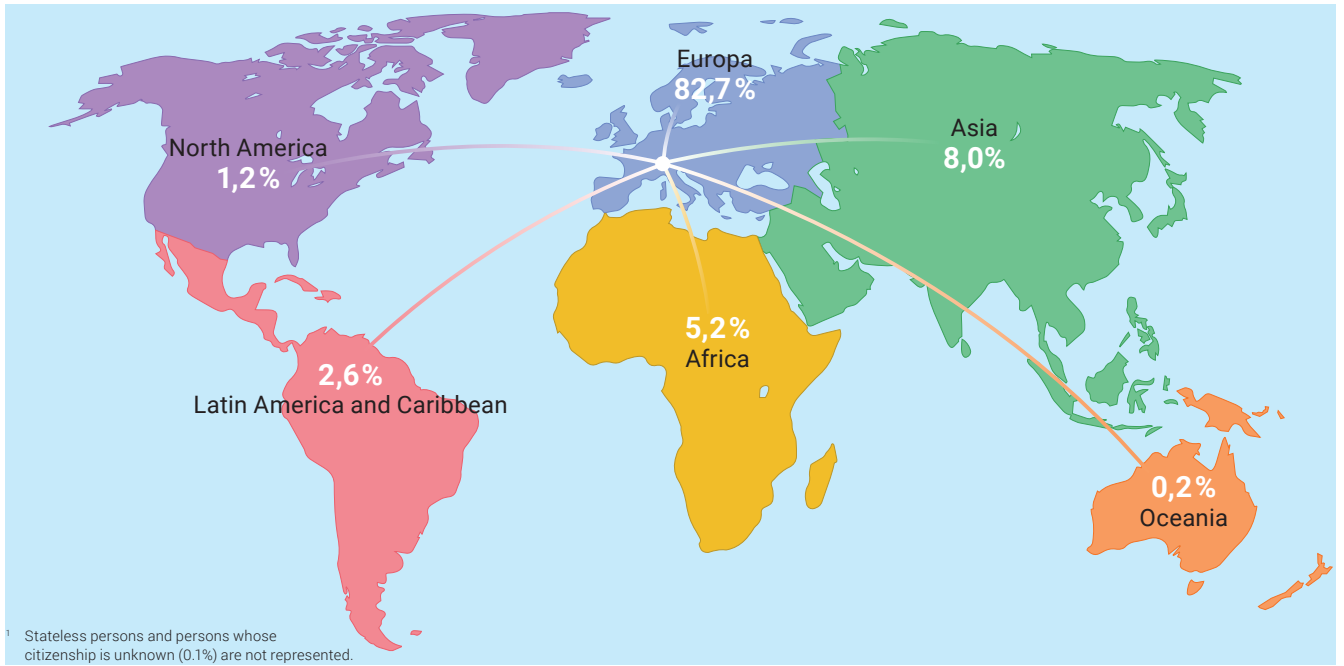 Europa
82,7 %
North America
1,2 %
Asia
8,0 %
5,2 %
Africa
2,6 %
Latin America and Caribbean
0,2 %
Oceania
1 Stateless persons and persons whose
citizenship is unknown (0.1%) are not represented.